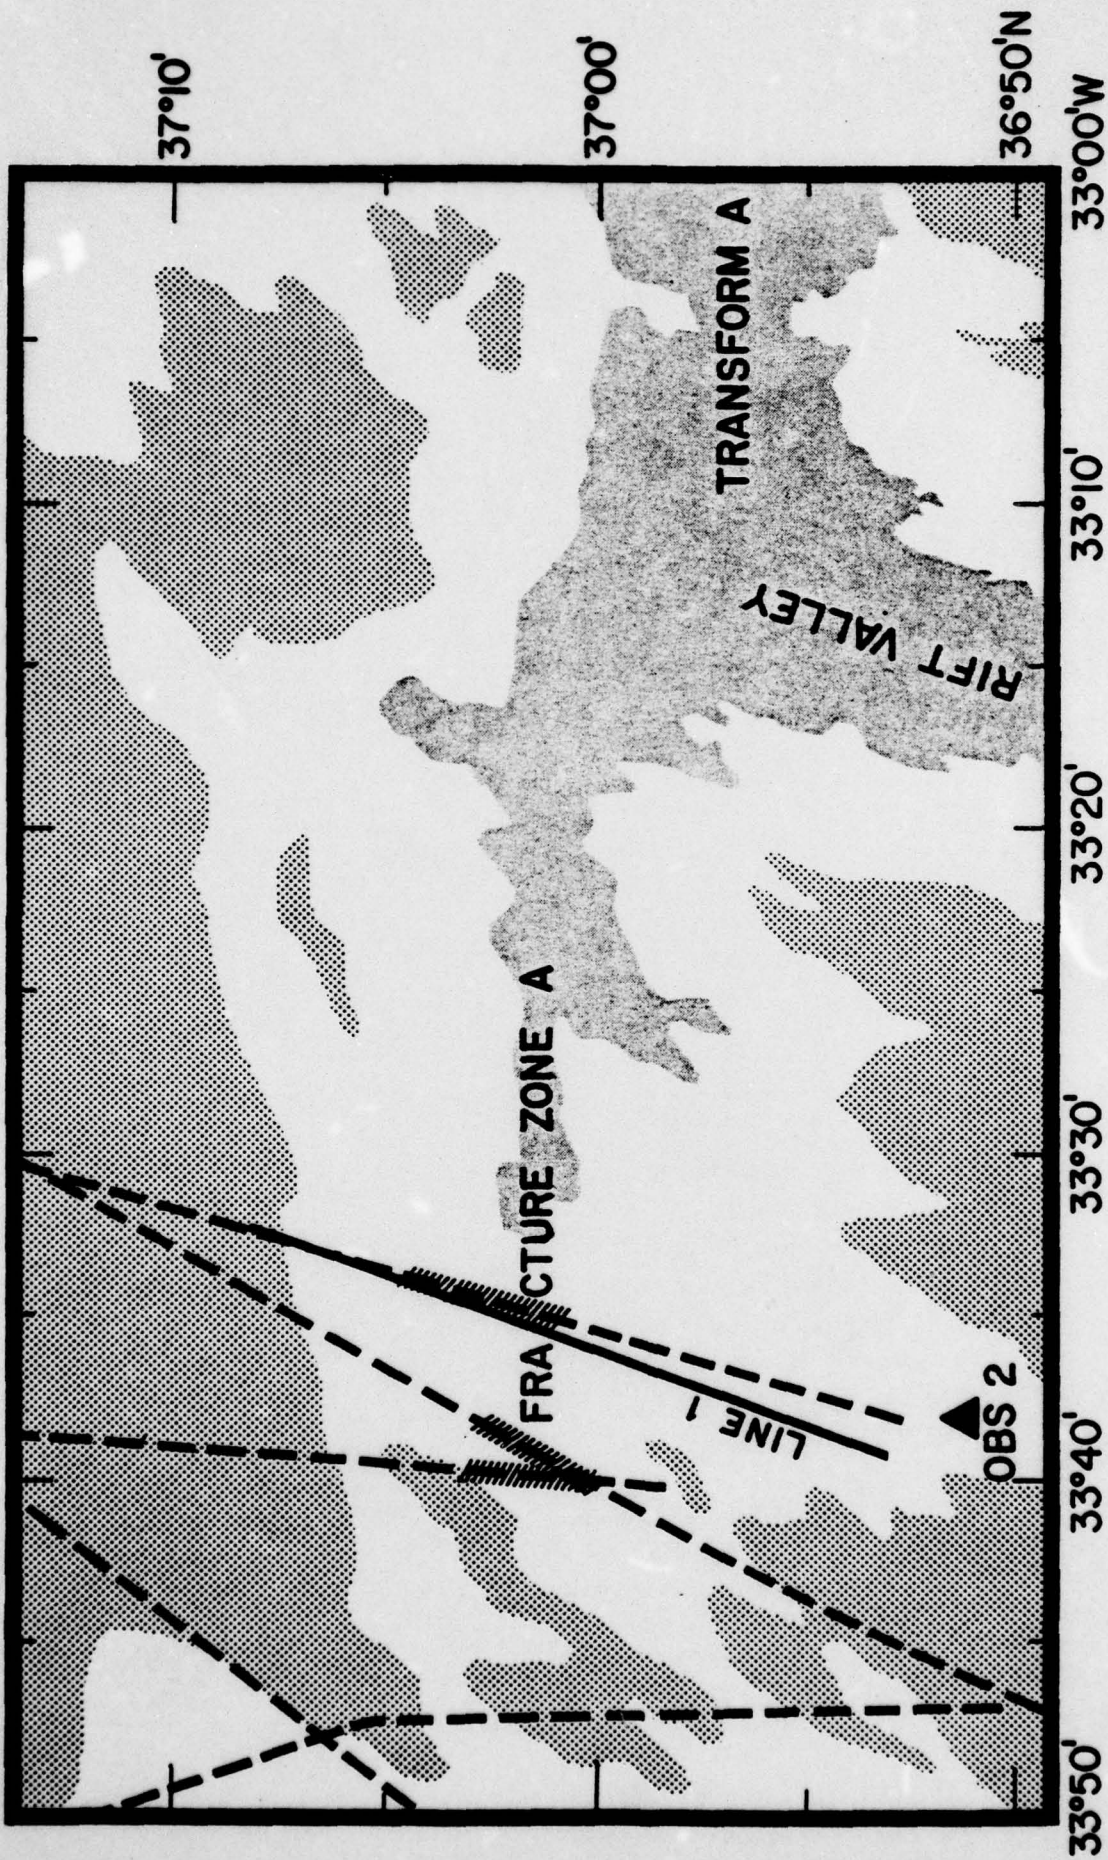 37°10'
37°00'
36°50'N
33°00'W
33°10'
33°20'
33°30'
33°40'
33°50'
TRANSFORM A
RIFT VALLEY
FRACTURE ZONE A
LINE 1
OBS 2